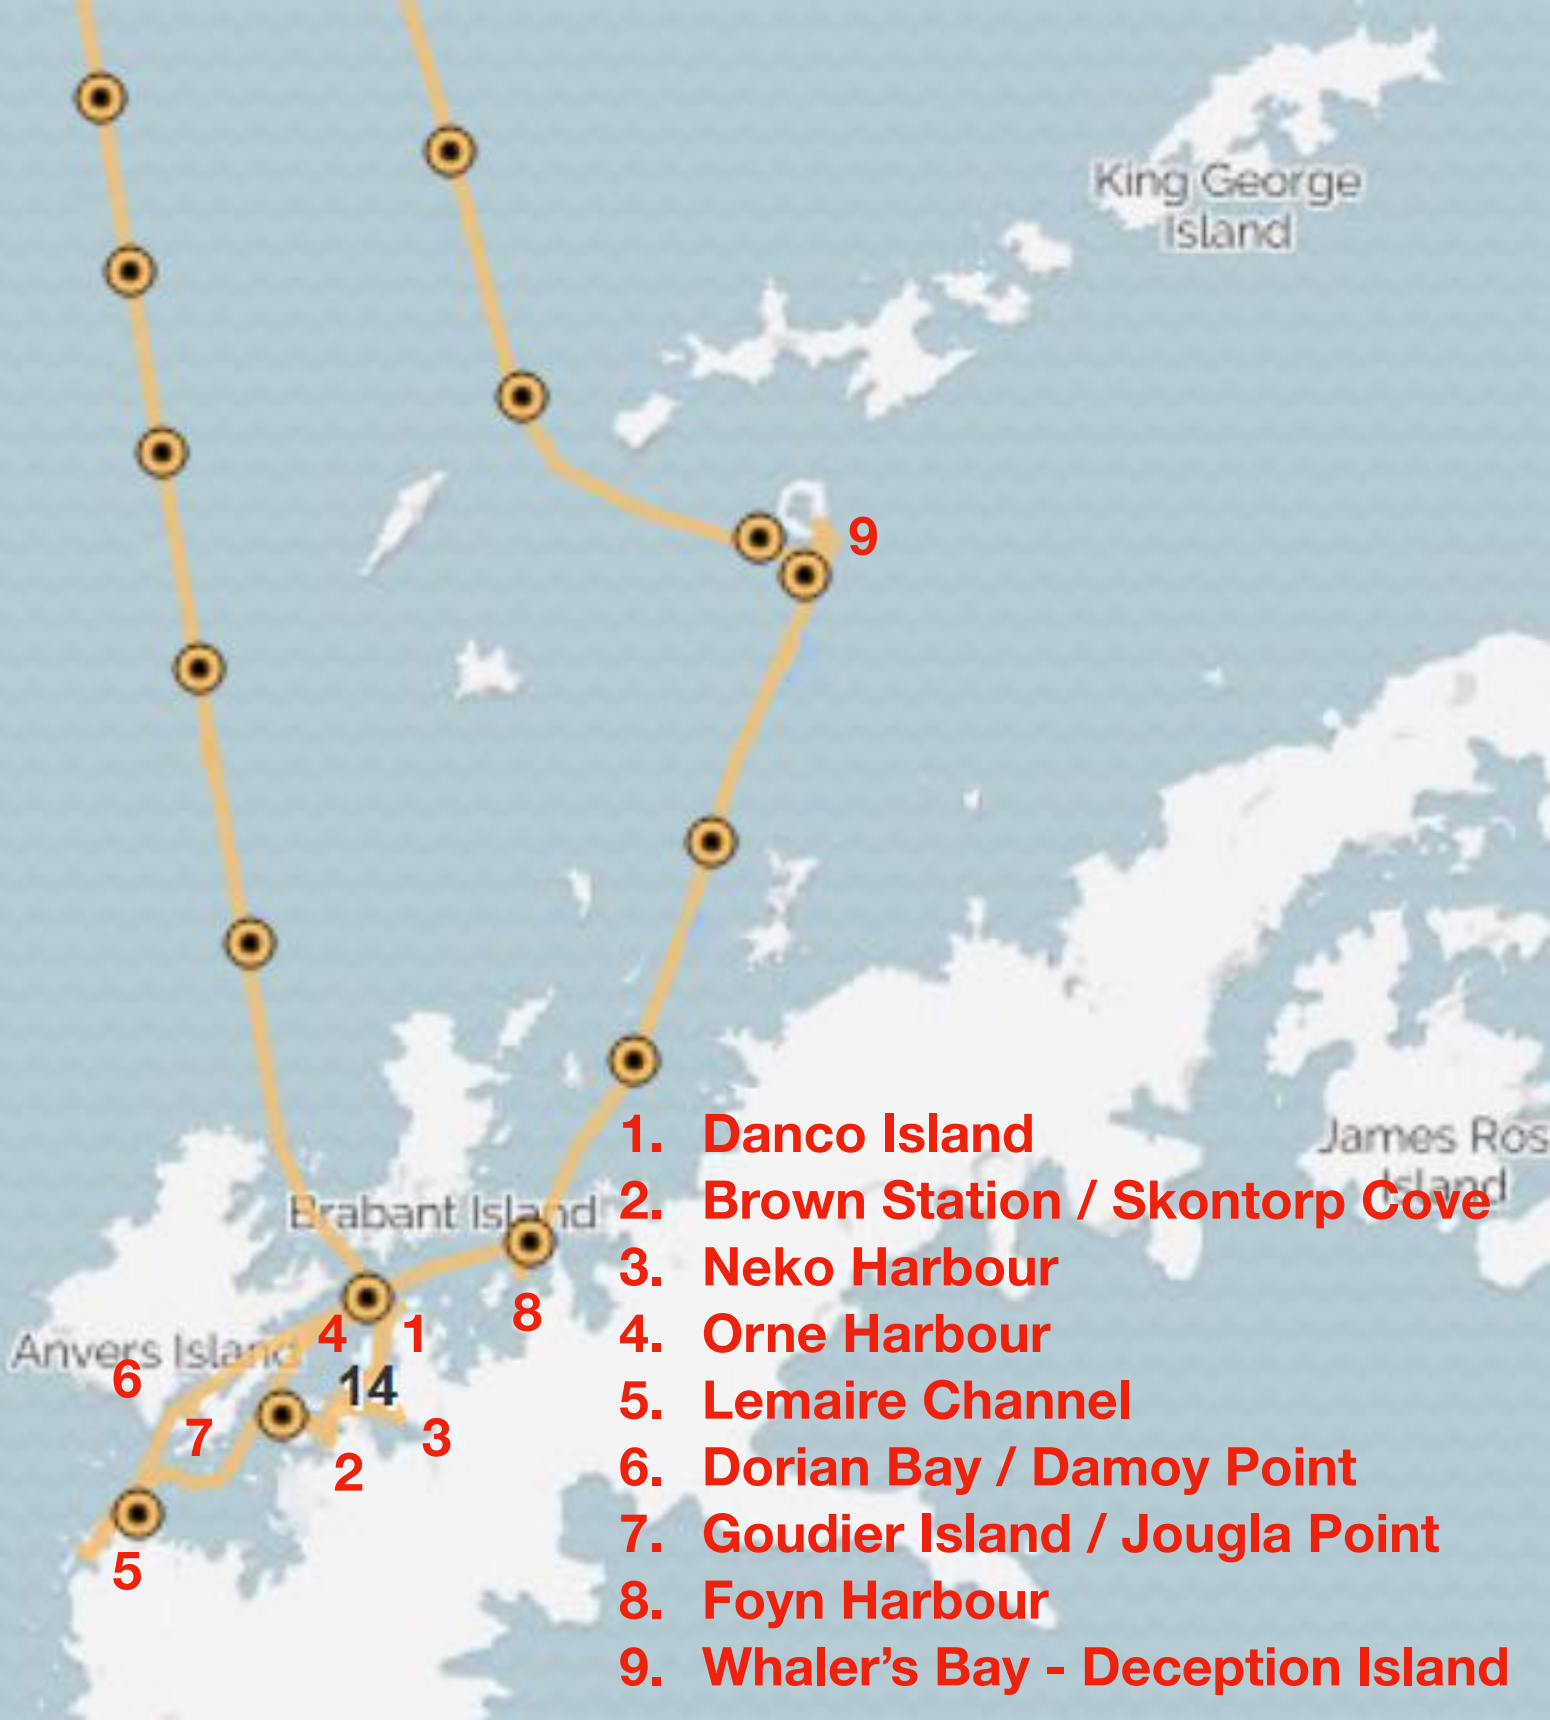 King George
Island
9
Brabant Island
4
1
8
Anvers Island
6
14
7
3
2
5
James Ros
Island
1. Danco Island
2. Brown Station / Skontorp Cove
3. Neko Harbour
4. Orne Harbour
5. Lemaire Channel
6. Dorian Bay / Damoy Point
7. Goudier Island / Jougla Point
8. Foyn Harbour
9. Whaler’s Bay - Deception Island